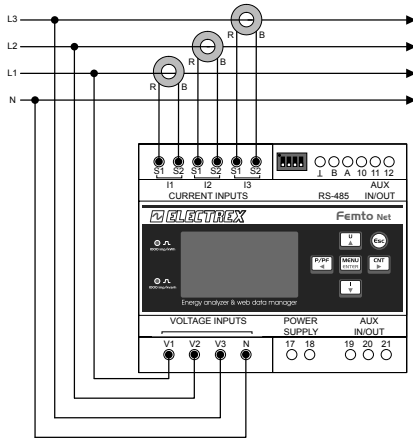 L3
L2
L1
N
R B
R B
R B
S1 S2 S1 S2 S1 S2
I1 I2 I3
CURRENT INPUTS
⊥ B A 10 11 12
RS-485
AUX
IN/OUT
ELECTREX
Femto Net
U
Esc
P/PF
MENU
ENTER
CNT
I
Energy analyzer & web data manager
VOLTAGE INPUTS
V1 V2 V3 N
POWER
SUPPLY
17 18
AUX
IN/OUT
19 20 21